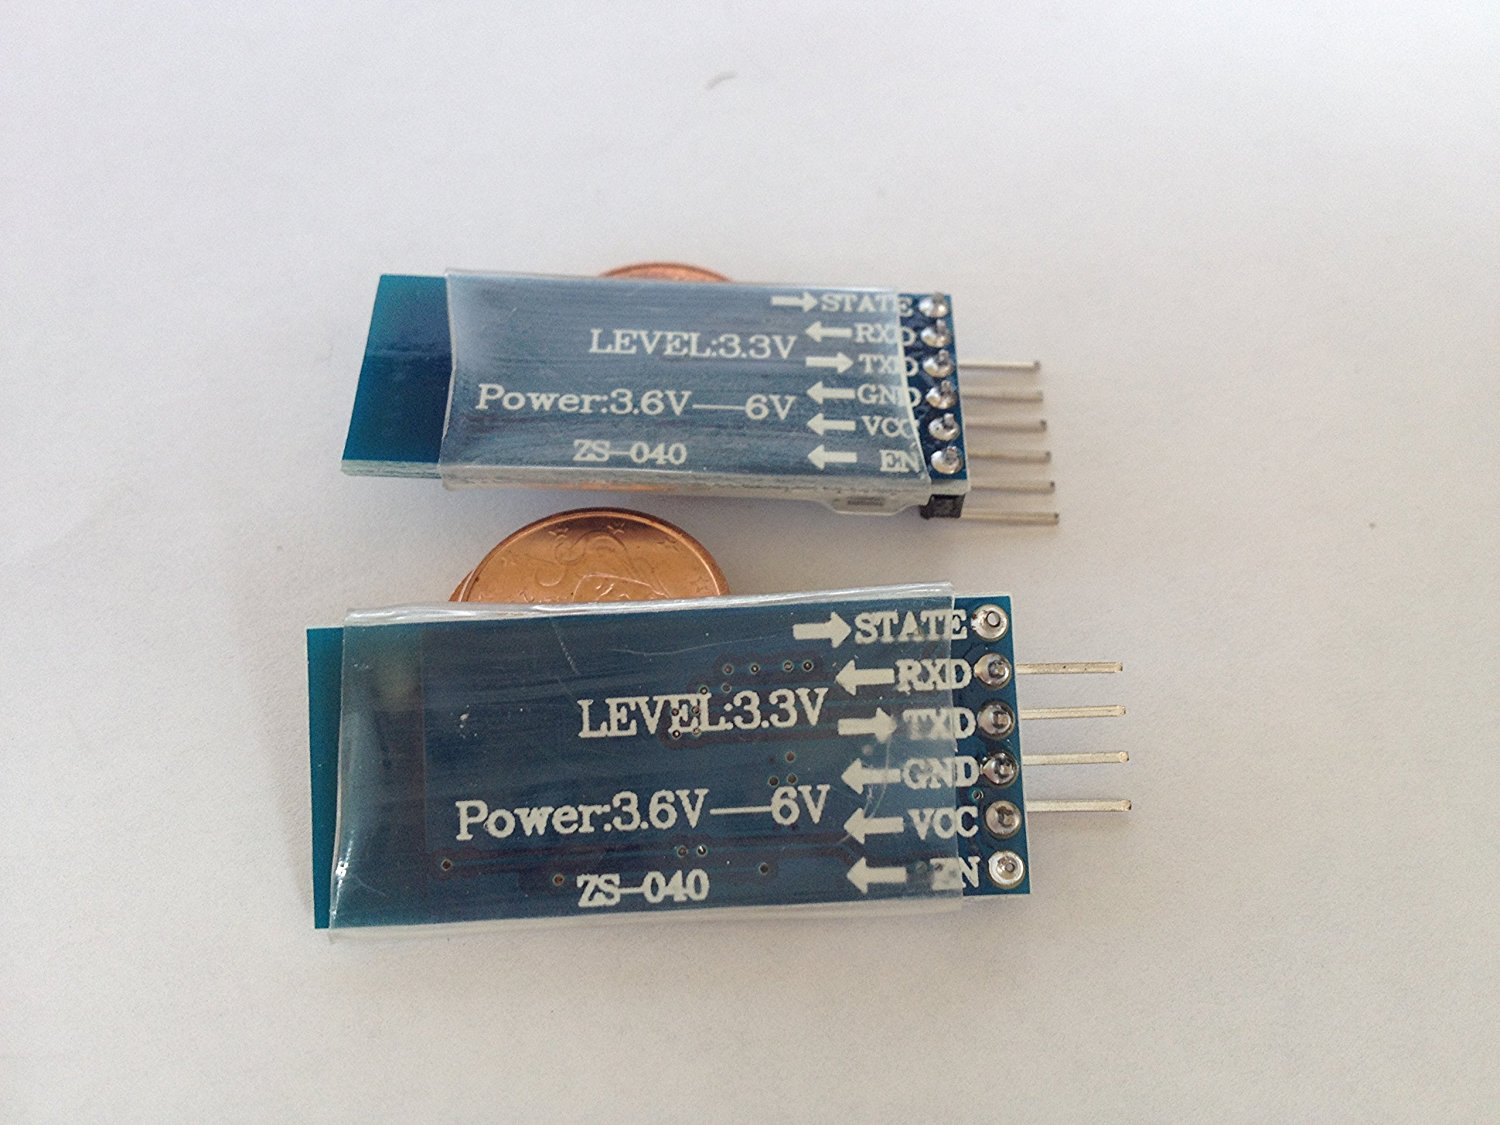 STATE
RXD
LEVEL:3.3V
TXD
GND
Power:3.6V—6V
VCC
ZS-040
EN
STATE
RXD
LEVEL:3.3V
TXD
GND
Power:3.6V—6V
VCC
ZS-040
EN